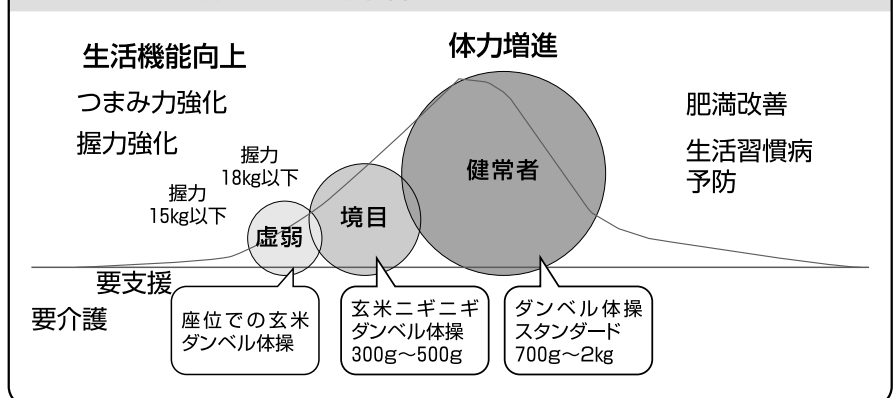 生活機能向上
体力増進
つまみ力強化
握力強化
肥満改善
生活習慣病
予防
握力
18kg以下
握力
15kg以下
虚弱
境目
健常者
要支援
要介護
座位での玄米
ダンベル体操
玄米ニギニギ
ダンベル体操
300g〜500g
ダンベル体操
スタンダード
700g〜2kg